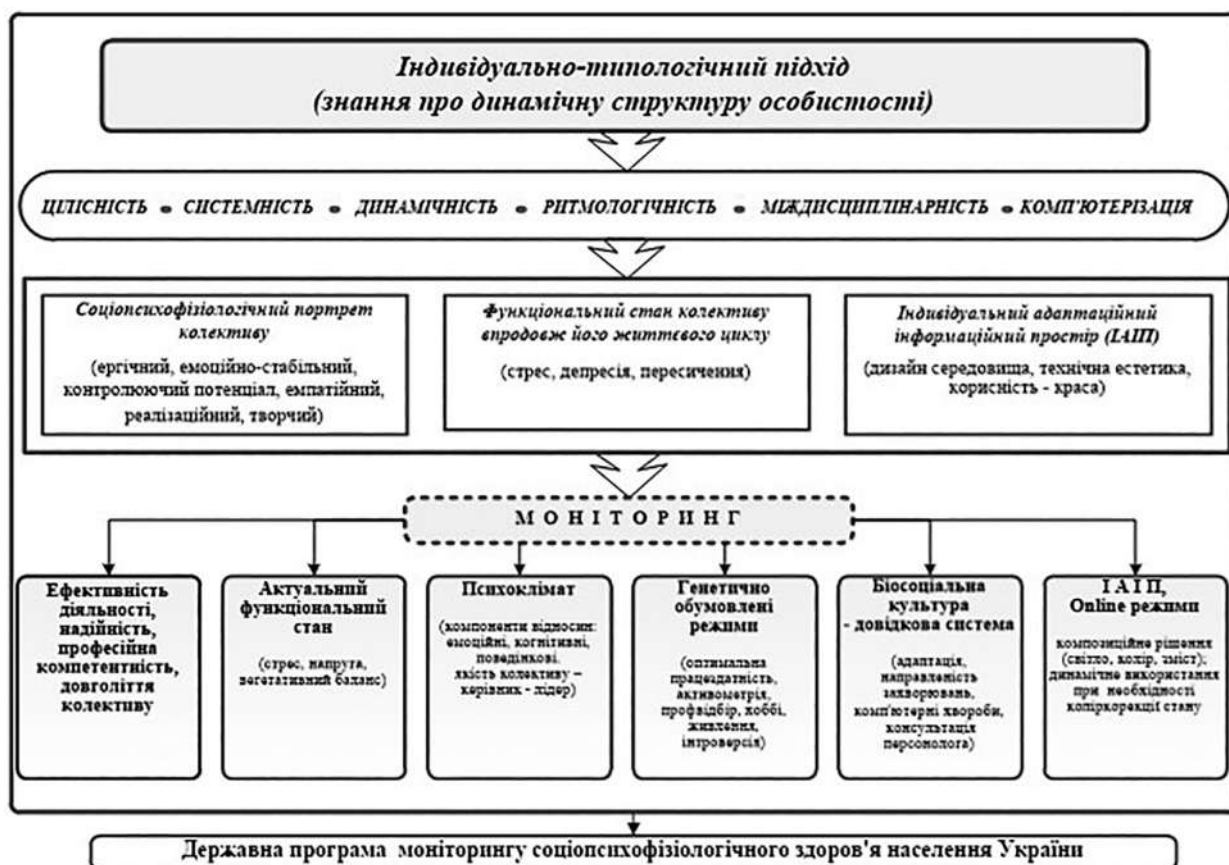 Індивідуально-типологічний підхід
(знання про динамічну структуру особистості)
ЦІЛІСНІСТЬ - СИСТЕМНІСТЬ - ДИНАМІЧНІСТЬ - РИТМОЛОГІЧНІСТЬ - МІЖДИСЦИПЛІНАРНІСТЬ - КОМП'ЮТЕРІЗАЦІЯ
Соціопсихофізіологічний портрет
колективу
(ергічний, емоційно-стабільний,
контролюючий потенціал, емпатійний,
реалізаційний, творчий)
Функціональний стан колективу
впродовж його життєвого циклу
(стрес, депресія, пересичення)
Індивідуальний адаптаційний
інформаційний простір (ІАІП)
(дизайн середовища, технічна естетика,
корисність - краса)
МОНІТОРИНГ
Ефективність
діяльності,
надійність,
професійна
компетентність,
довголіття
колективу
Актуальний
функціональний
стан
(стрес, напруга,
вегетативний баланс)
Психоклімат
(компоненти відносин:
емоційні, когнітивні,
поведінкові.
якість колективу –
керівник - лідер)
Генетично
обумовлені
режими
(оптимальна
працездатність,
активометрія,
профвідбір, хоббі,
живлення,
інтроверсія)
Біосоціальна
культура
- довідкова система
(адаптація,
направленість
захворювань,
комп'ютерні хвороби,
консультація
персонолога)
ІАІП,
Online режими
композиційне рішення
(світло, колір, зміст);
динамічне використання
при необхідності
колірокорекції стану
Державна програма моніторингу соціопсихофізіологічного здоров'я населення України